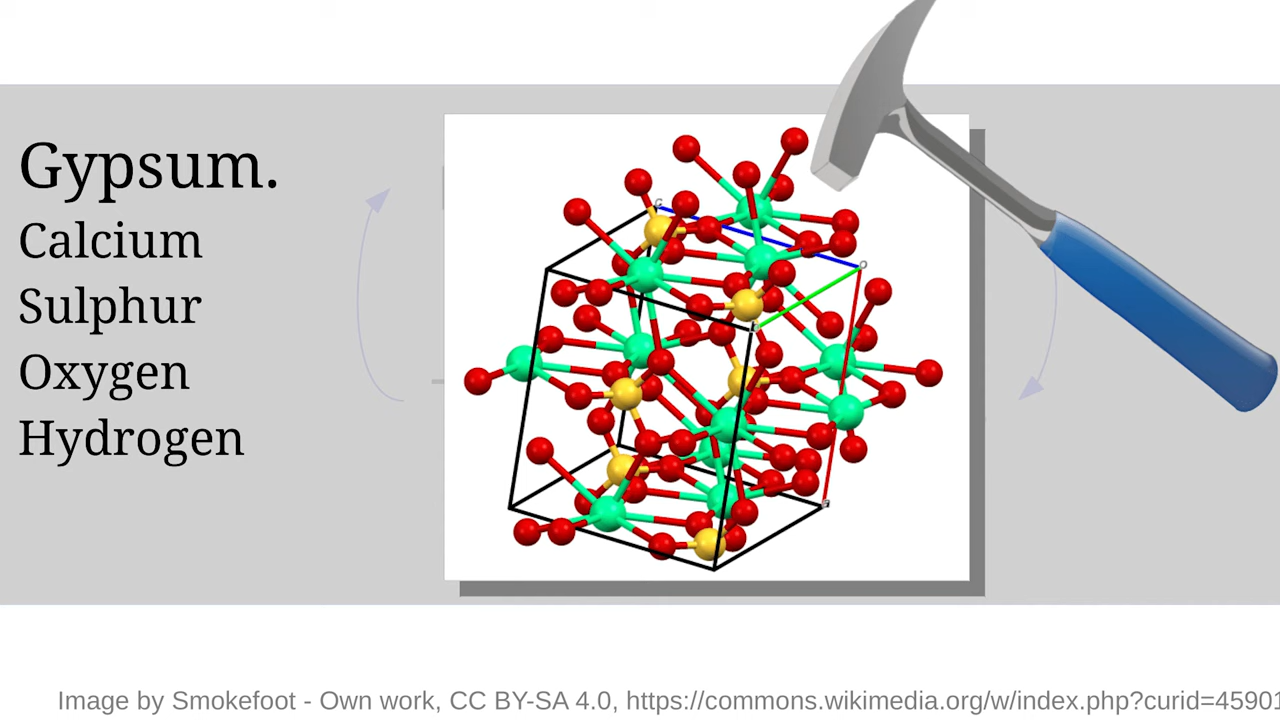 Gypsum.
Calcium
Sulphur
Oxygen
Hydrogen
Image by Smokefoot - Own work, CC BY-SA 4.0, https://commons.wikimedia.org/w/index.php?curid=45901